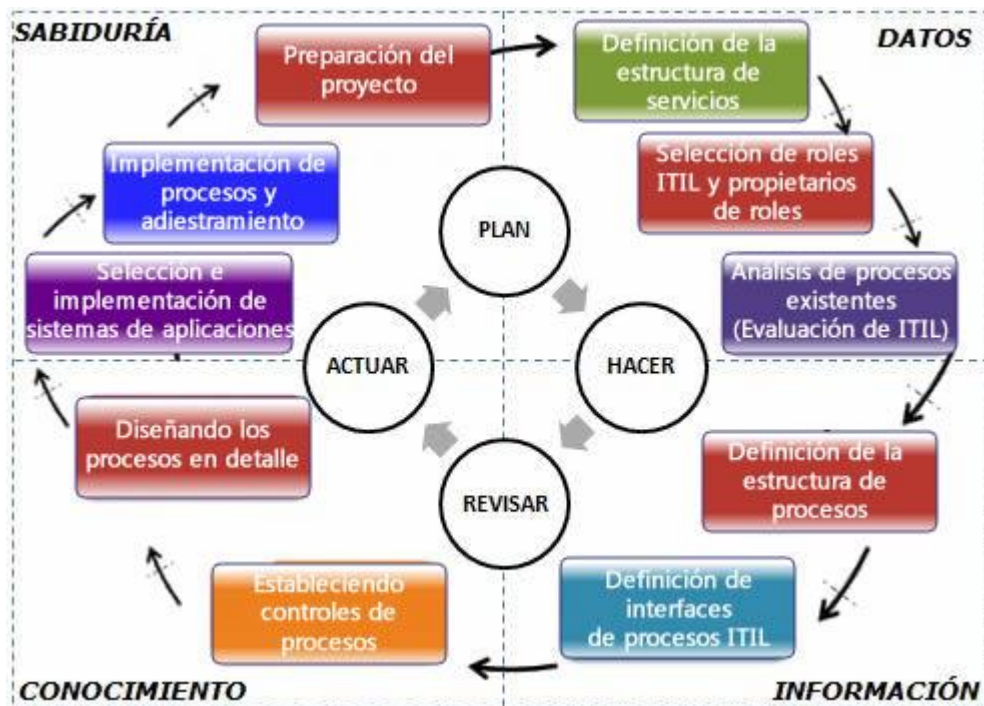 SABIDURÍA
DATOS
Preparación del
proyecto
Definición de la
estructura de
servicios
Selección de roles
ITIL y propietarios
de roles
Análisis de procesos
existentes
(Evaluación de ITIL)
Definición de la
estructura de
procesos
Definición de
interfaces
de procesos ITIL
Estableciendo
controles de
procesos
Diseñando los
procesos en detalle
Selección e
implementación de
sistemas de aplicaciones
Implementación de
procesos y
adiestramiento
PLAN
HACER
REVISAR
ACTUAR
CONOCIMIENTO
INFORMACIÓN